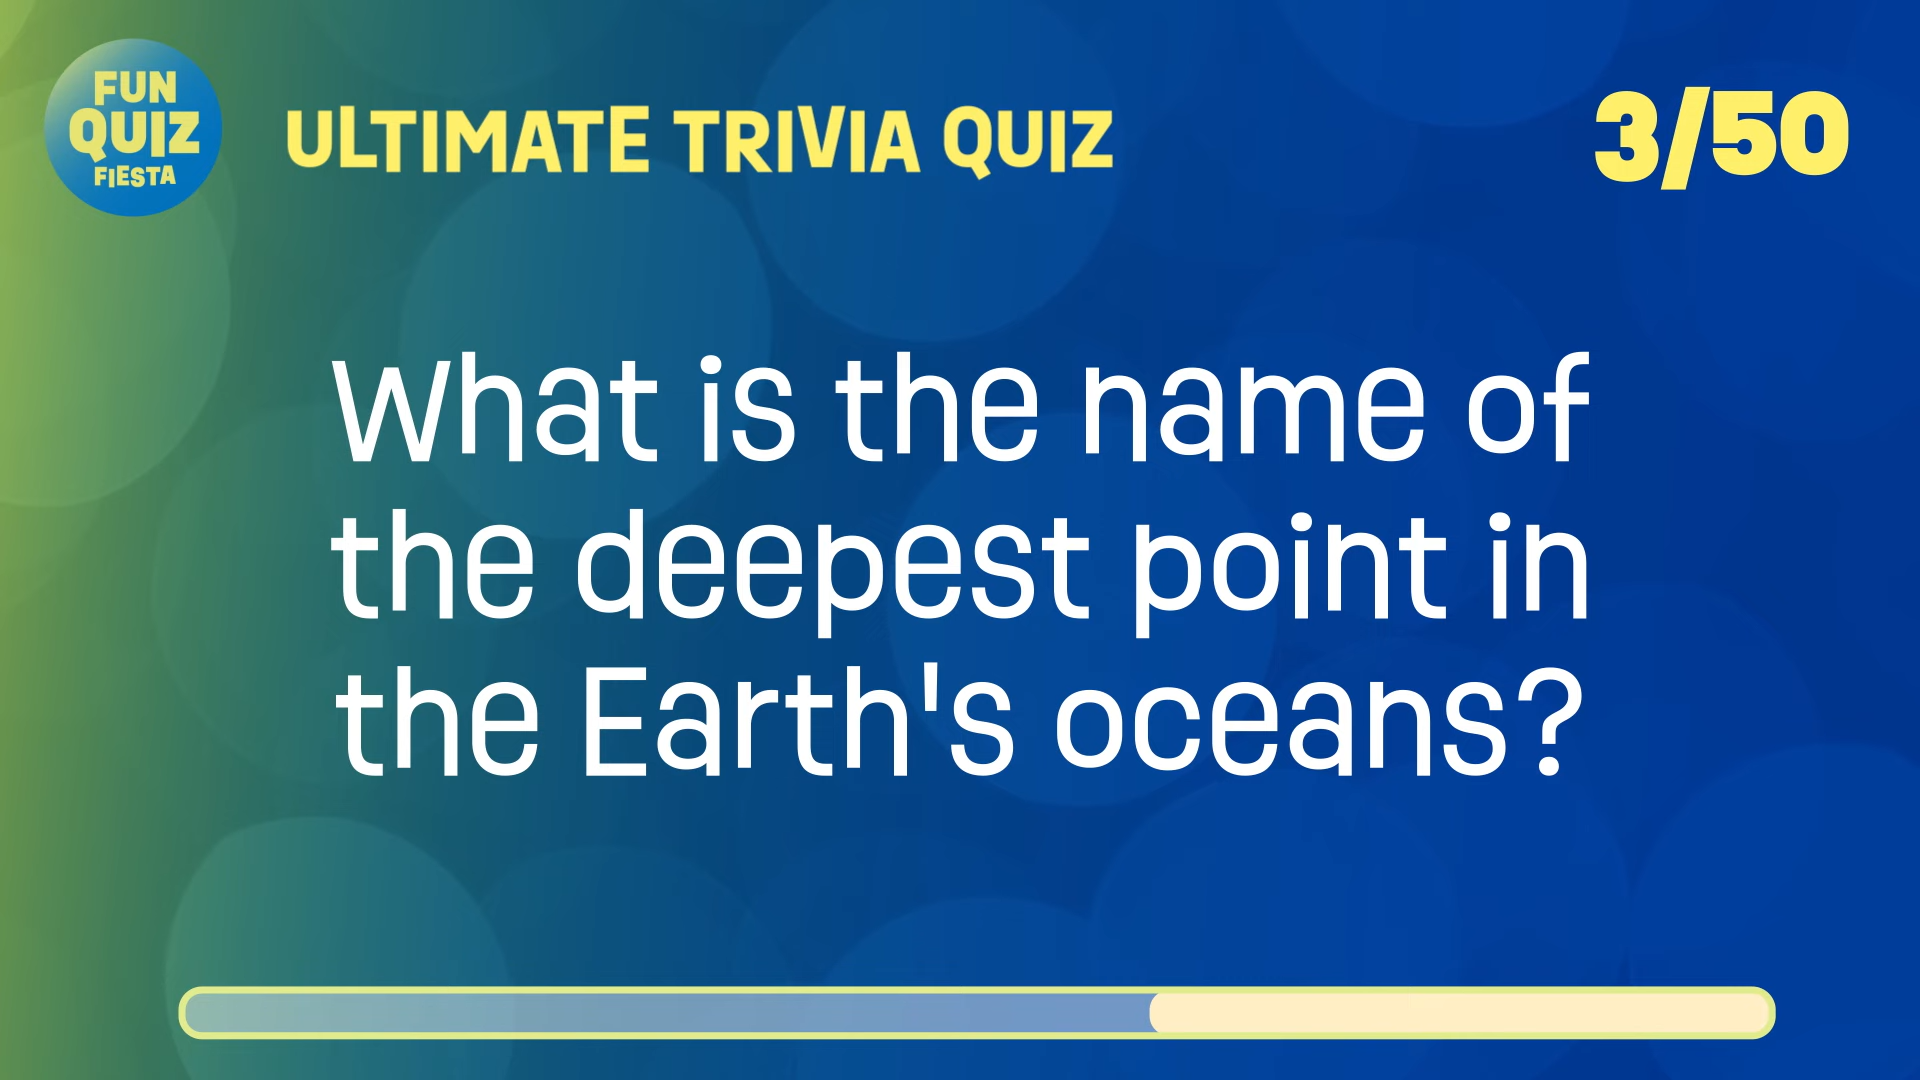 FUN
QUIZ
FIESTA
ULTIMATE TRIVIA QUIZ
3/50
What is the name of
the deepest point in
the Earth's oceans?